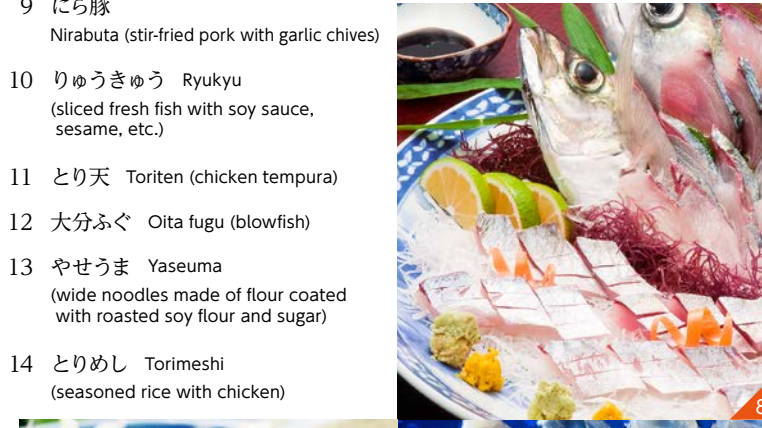 9 にら豚
Nirabuta (stir-fried pork with garlic chives)
10 りゅうきゅう Ryukyu
(sliced fresh fish with soy sauce,
sesame, etc.)
11 とり天 Toriten (chicken tempura)
12 大分ふぐ Oita fugu (blowfish)
13 やせうま Yaseuma
(wide noodles made of flour coated
with roasted soy flour and sugar)
14 とりめし Torimeshi
(seasoned rice with chicken)
8